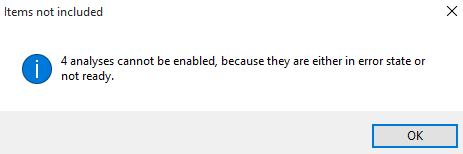 Items not included
4 analyses cannot be enabled, because they are either in error state or
not ready.
OK